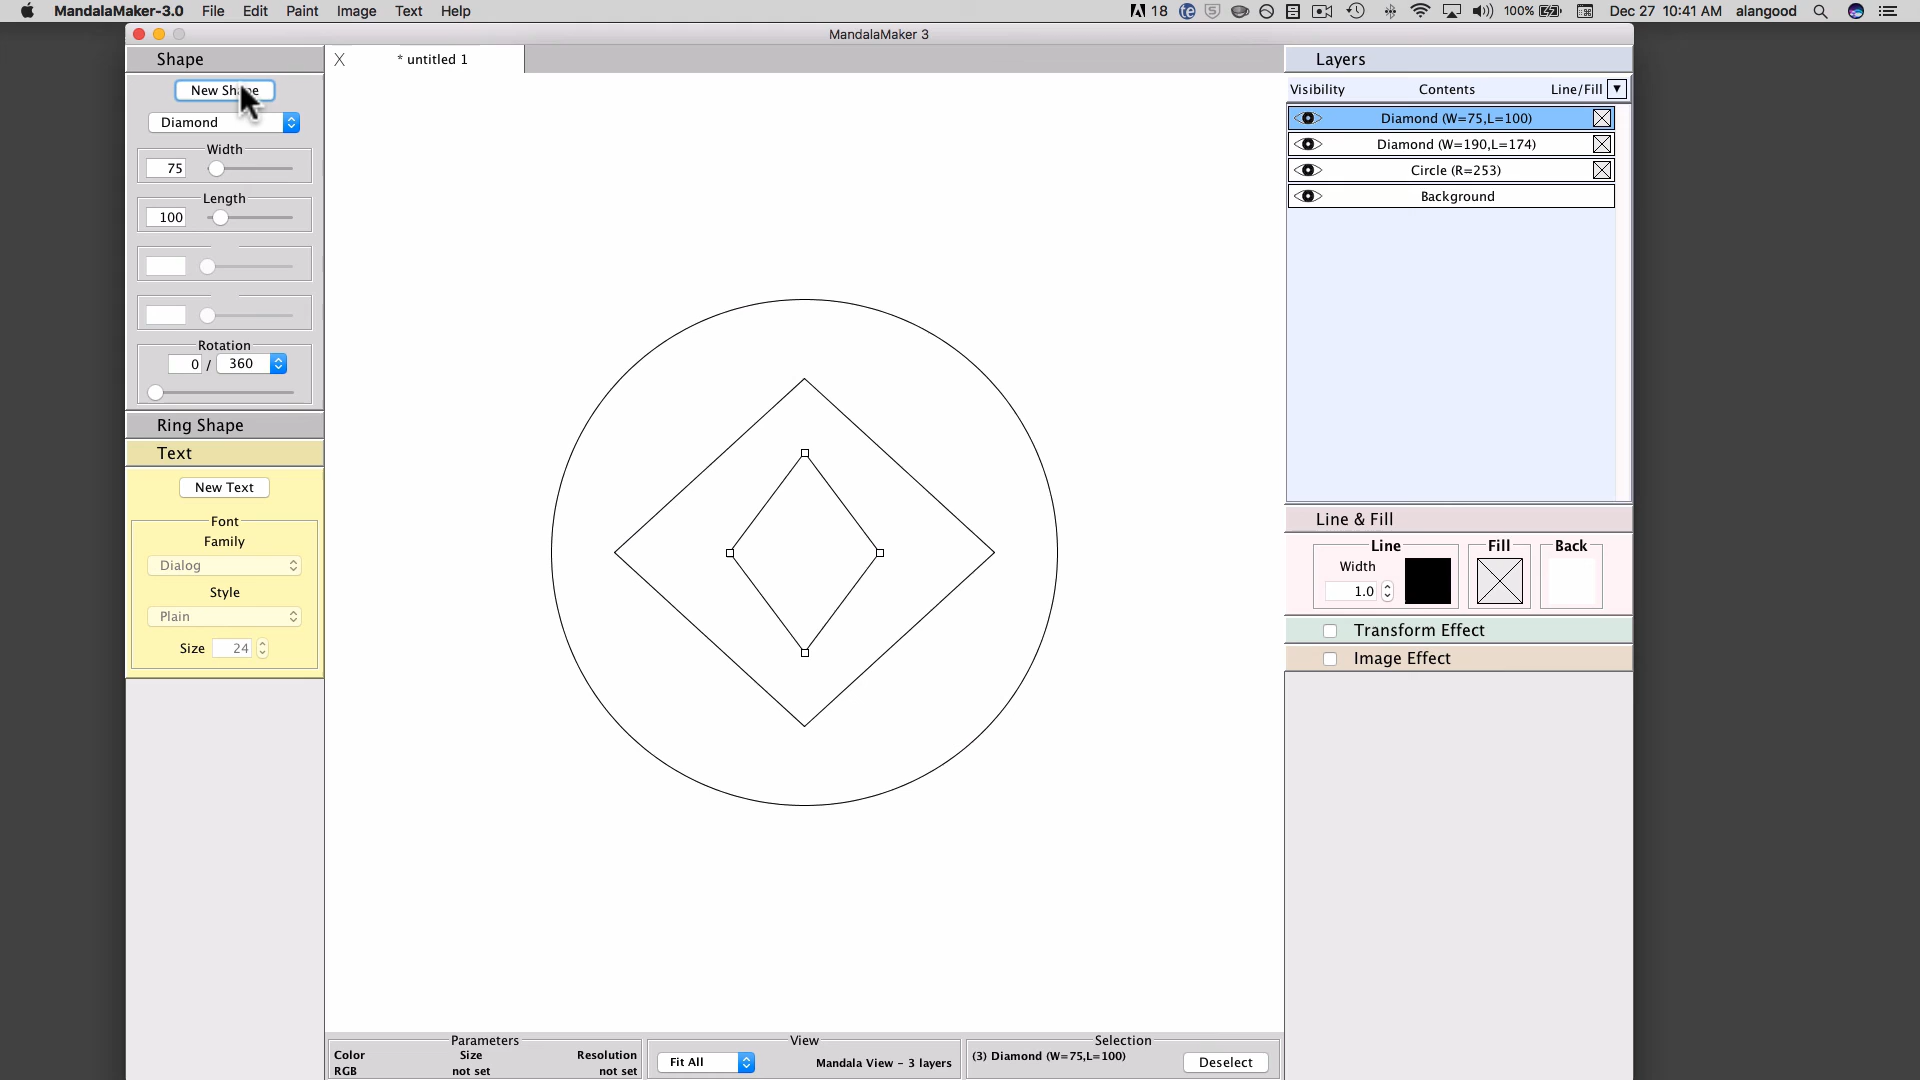 MandalaMaker-3.0 File Edit Paint Image Text Help
18 100% Dec 27 10:41 AM alangood
MandalaMaker 3
Shape
X * untitled 1
New Shape
Diamond
Width
75
Length
100
Rotation
0 / 360
Ring Shape
Text
New Text
Font
Family
Dialog
Style
Plain
Size 24
Layers
Visibility Contents Line/Fill
Diamond (W=75,L=100)
Diamond (W=190,L=174)
Circle (R=253)
Background
Line & Fill
Line Fill Back
Width
1.0
Transform Effect
Image Effect
Parameters
Color Size Resolution
RGB not set not set
View
Fit All Mandala View - 3 layers
Selection
(3) Diamond (W=75,L=100)
Deselect